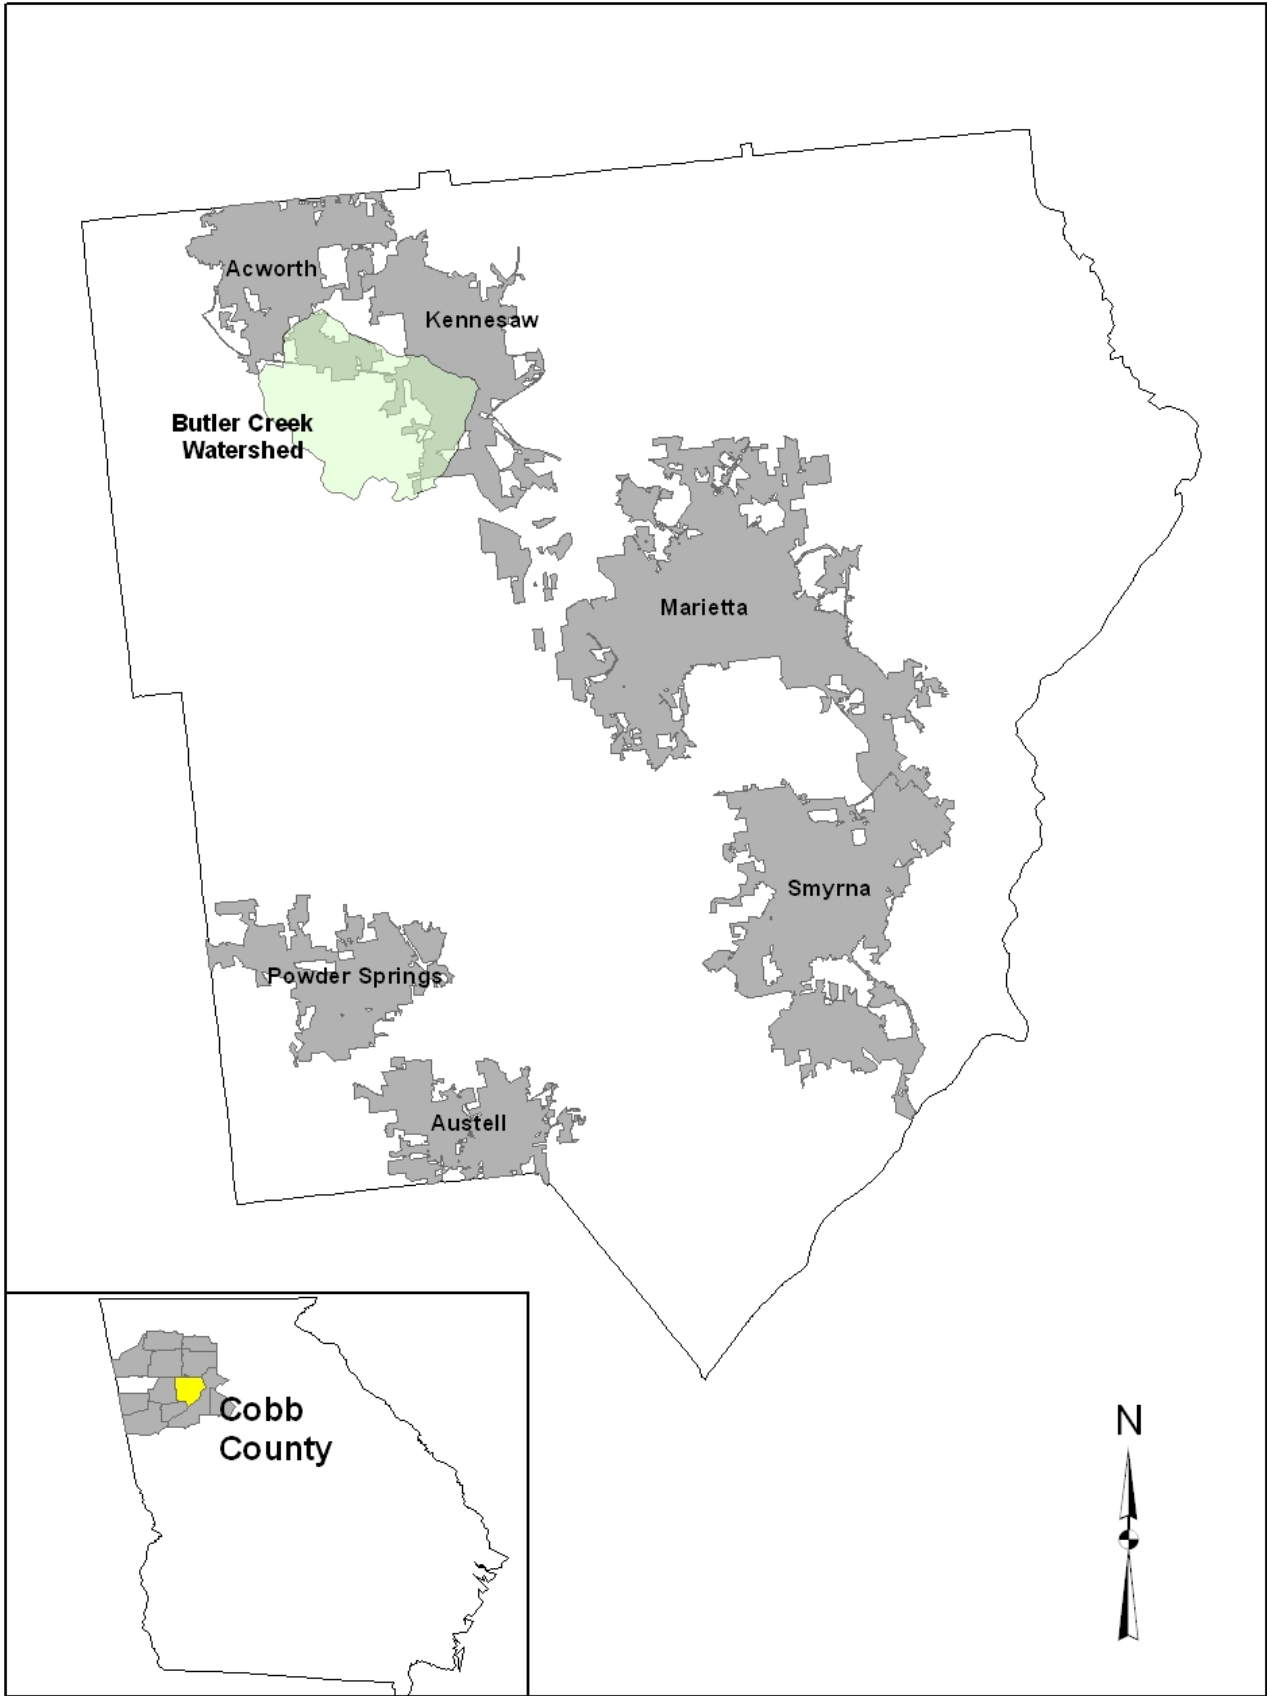 Acworth
Kennesaw
Butler Creek
Watershed
Marietta
Smyrna
Powder Springs
Austell
Cobb
County
N